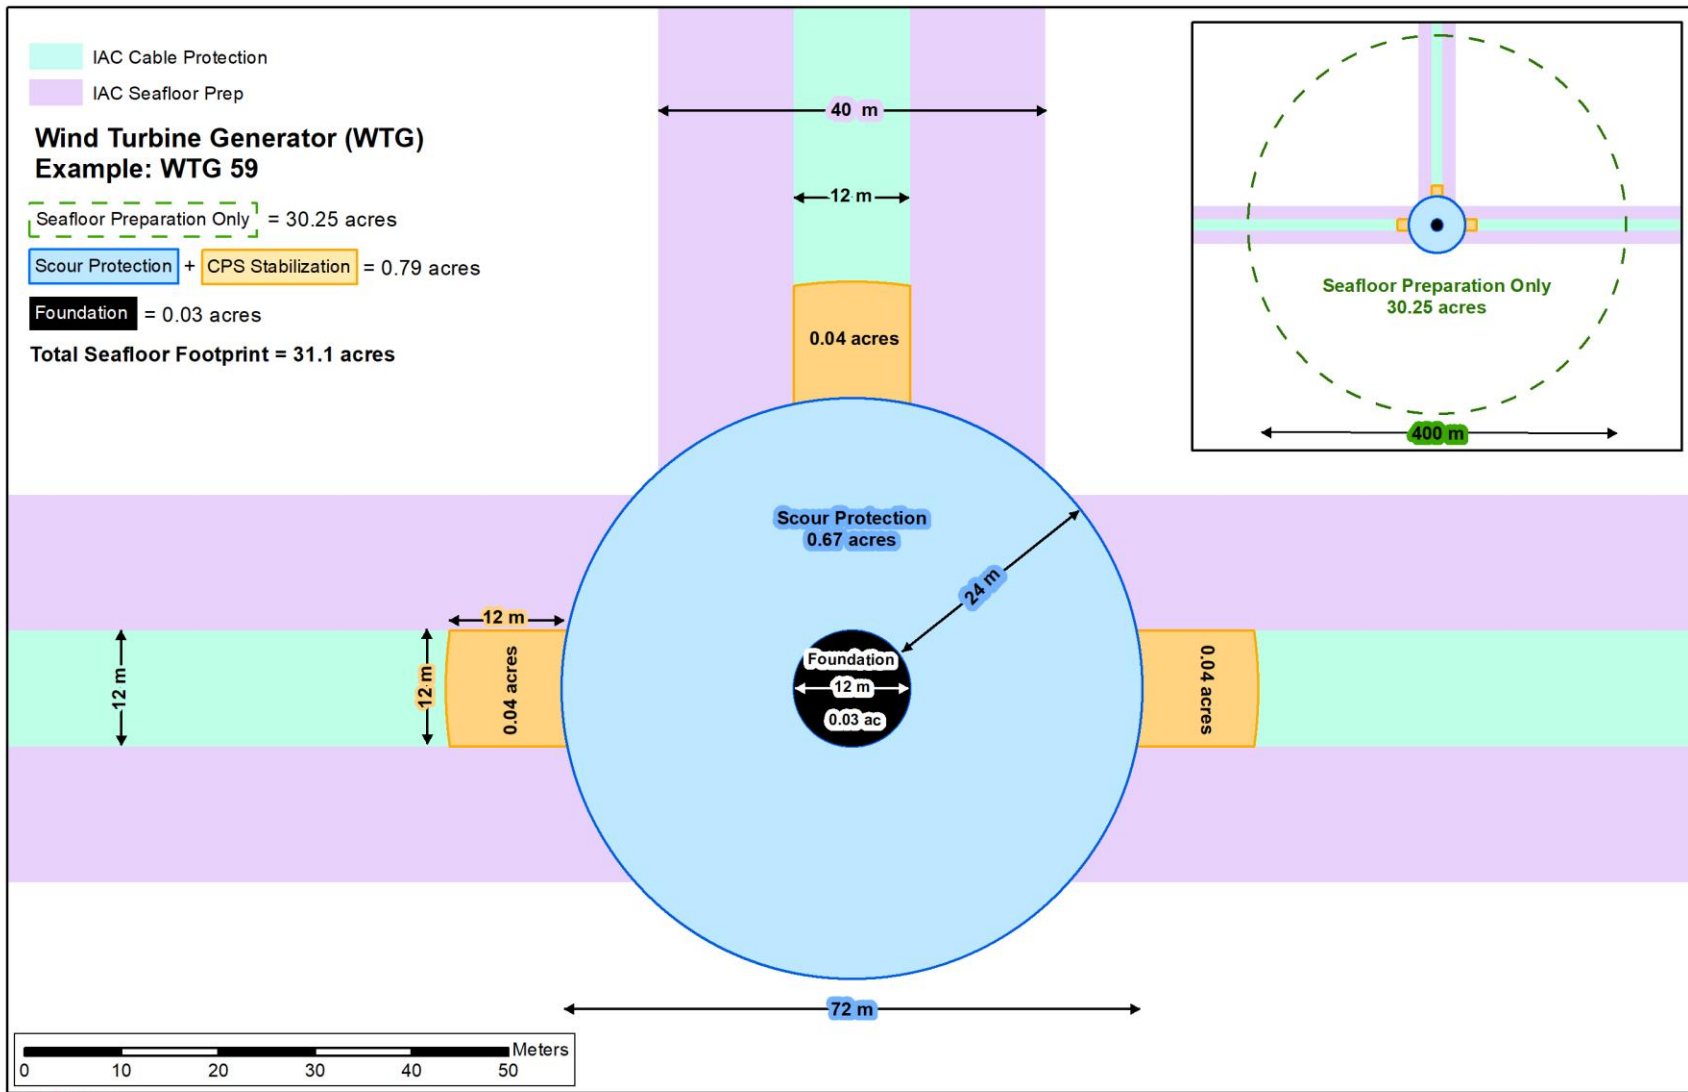 IAC Cable Protection
IAC Seafloor Prep
Wind Turbine Generator (WTG)
Example: WTG 59
Seafloor Preparation Only = 30.25 acres
Scour Protection + CPS Stabilization = 0.79 acres
Foundation = 0.03 acres
Total Seafloor Footprint = 31.1 acres
40 m
12 m
0.04 acres
Seafloor Preparation Only
30.25 acres
400 m
Scour Protection
0.67 acres
24 m
12 m
12 m
12 m
0.04 acres
Foundation
12 m
0.03 ac
0.04 acres
72 m
Meters
0 10 20 30 40 50